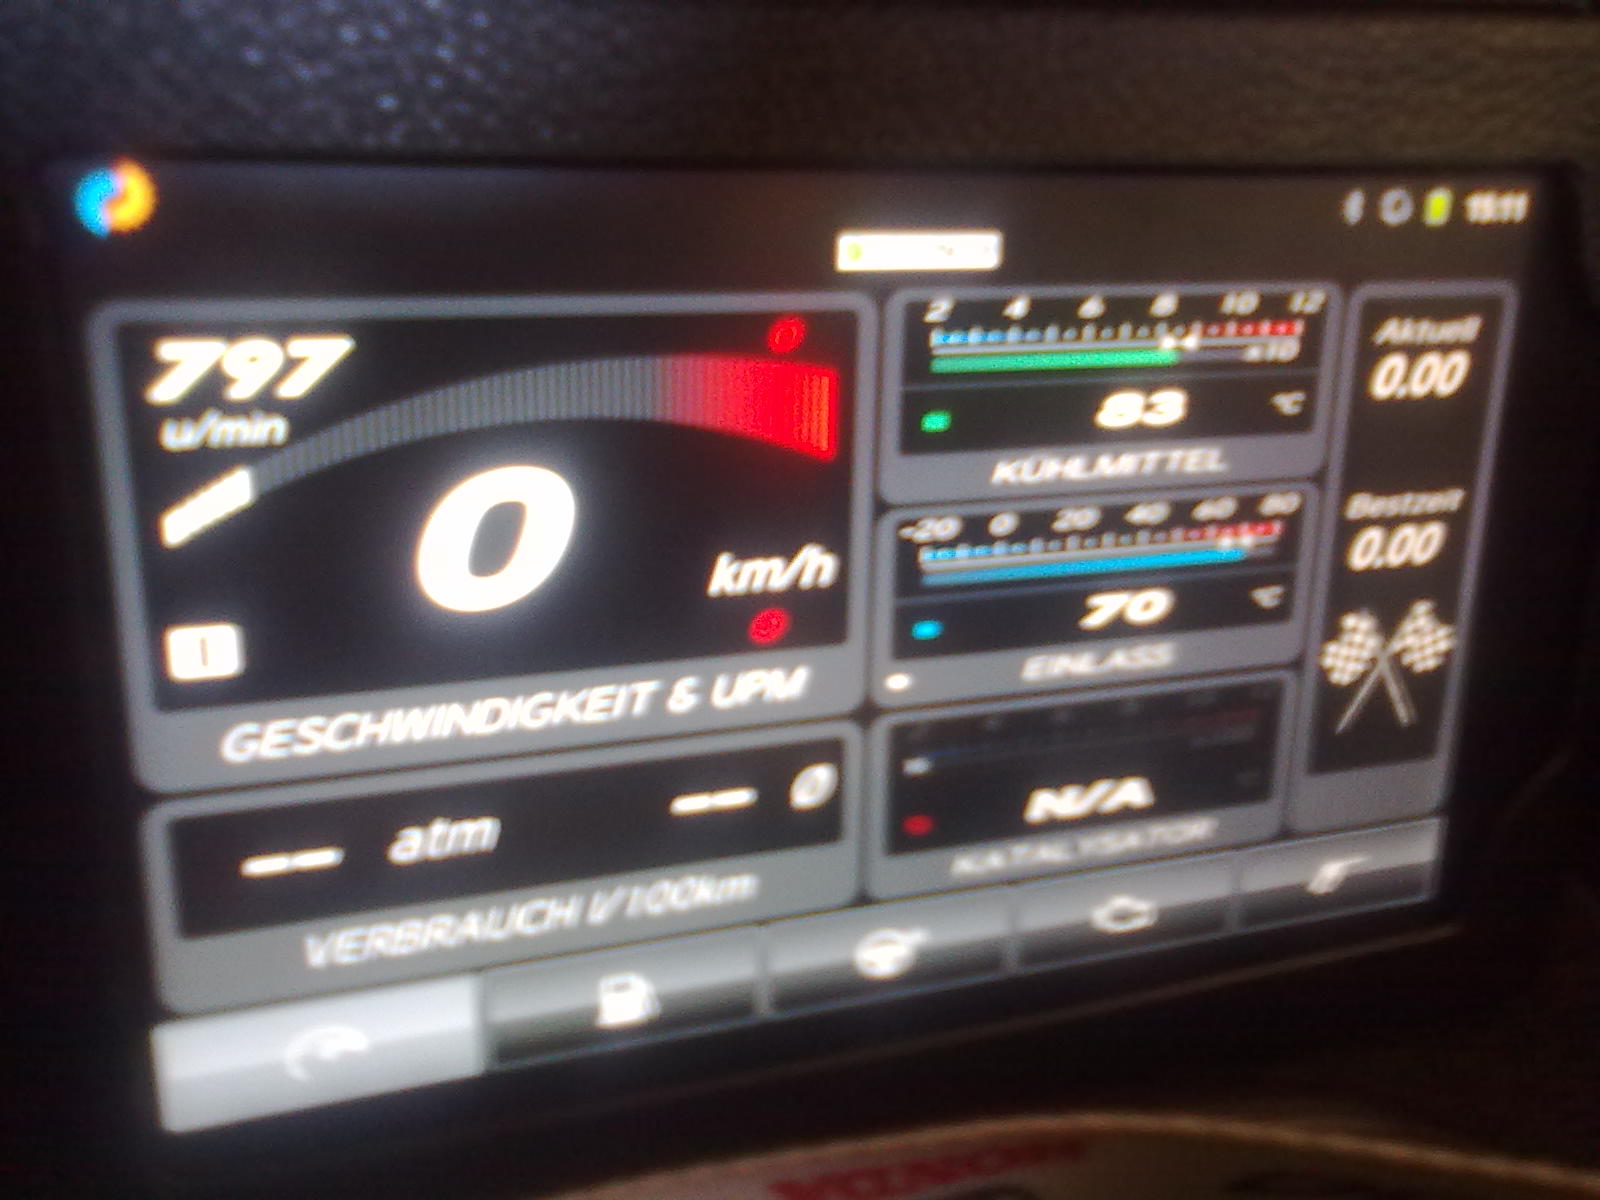 15:11
797
u/min
0
km/h
GESCHWINDIGKEIT & UPM
-- atm -- 0
VERBRAUCH l/100km
2 4 6 8 10 12
x10
83 °C
KÜHLMITTEL
-20 0 20 40 60 80
70 °C
EINLASS
N/A
KATALYSATOR
Aktuell
0.00
Bestzeit
0.00